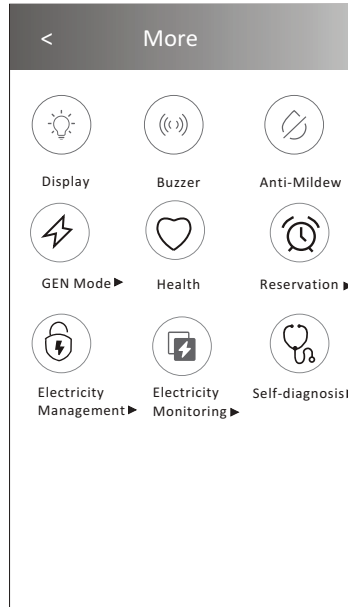 < More
Display Buzzer Anti-Mildew
GEN Mode▶ Health Reservation ▶
Electricity Electricity Self-diagnosis▶
Management▶ Monitoring▶